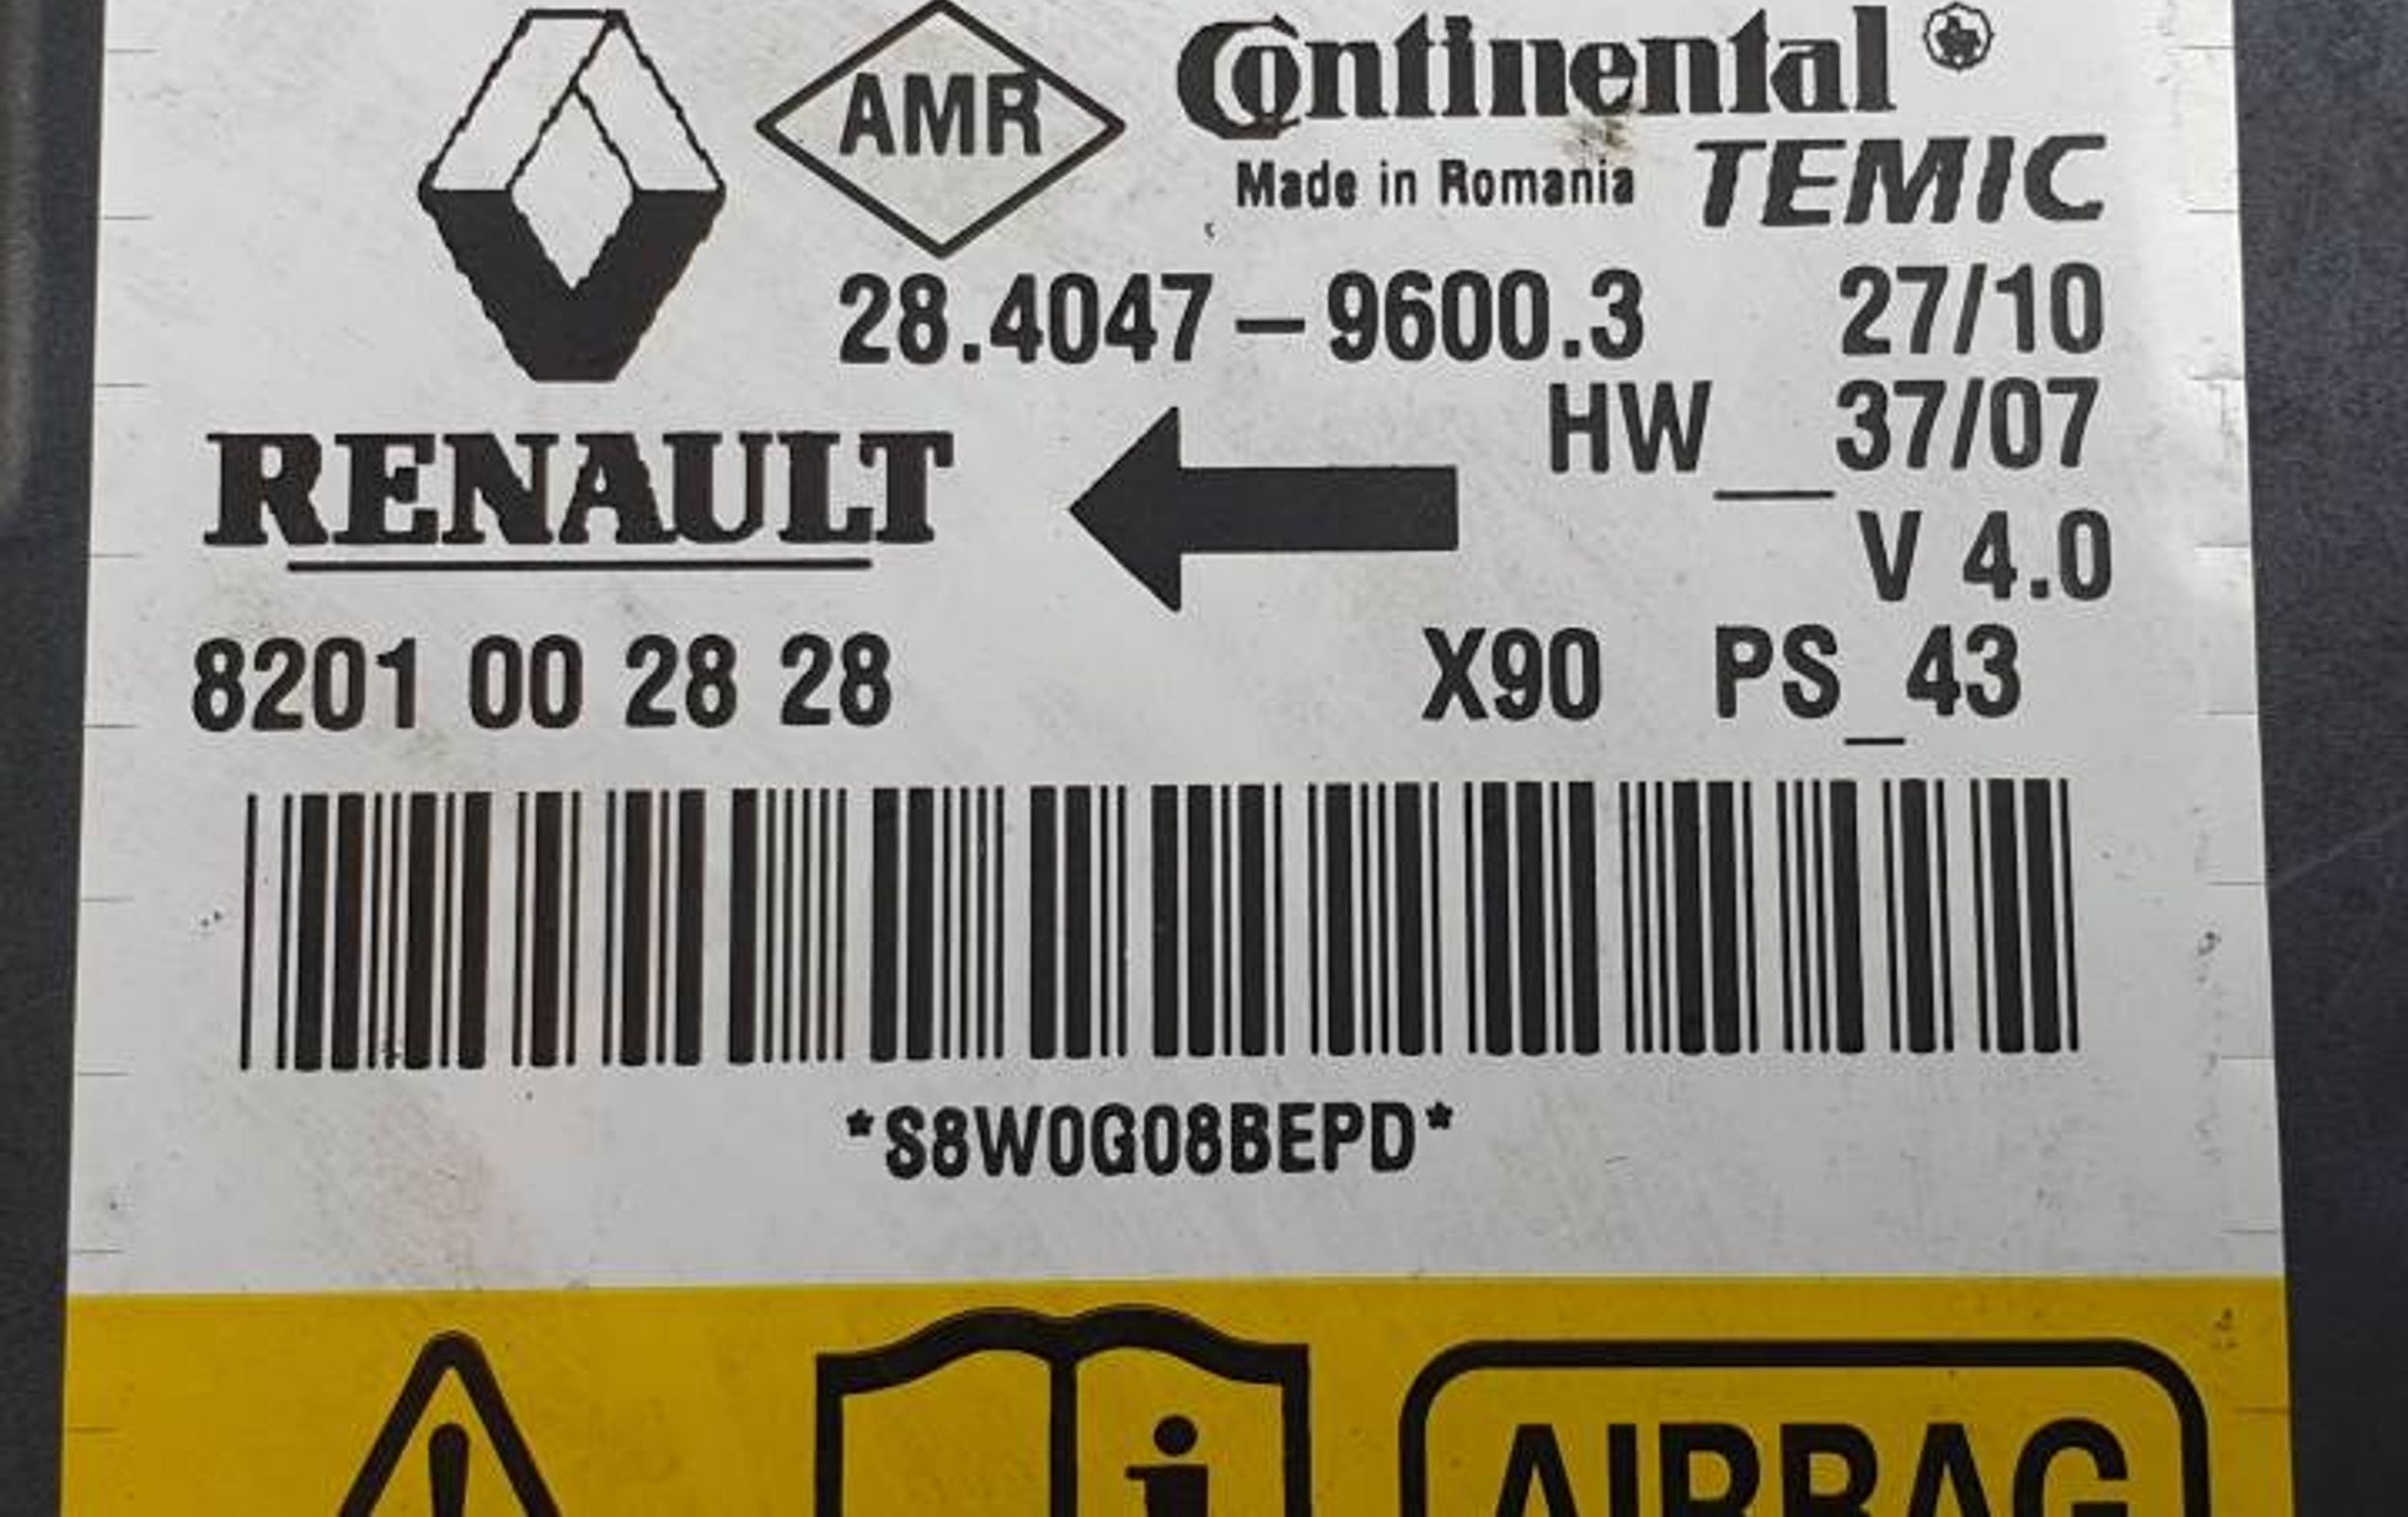 AMR
Continental
Made in Romania TEMIC
28.4047-9600.3 27/10
HW__37/07
RENAULT
V 4.0
8201 00 28 28 X90 PS_43
*S8W0G08BEPD*
i
AIRBAG